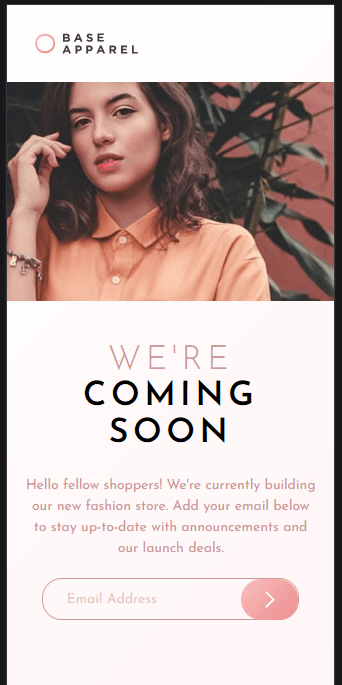 BASE
APPAREL
WE'RE
COMING
SOON
Hello fellow shoppers! We're currently building
our new fashion store. Add your email below
to stay up-to-date with announcements and
our launch deals.
Email Address